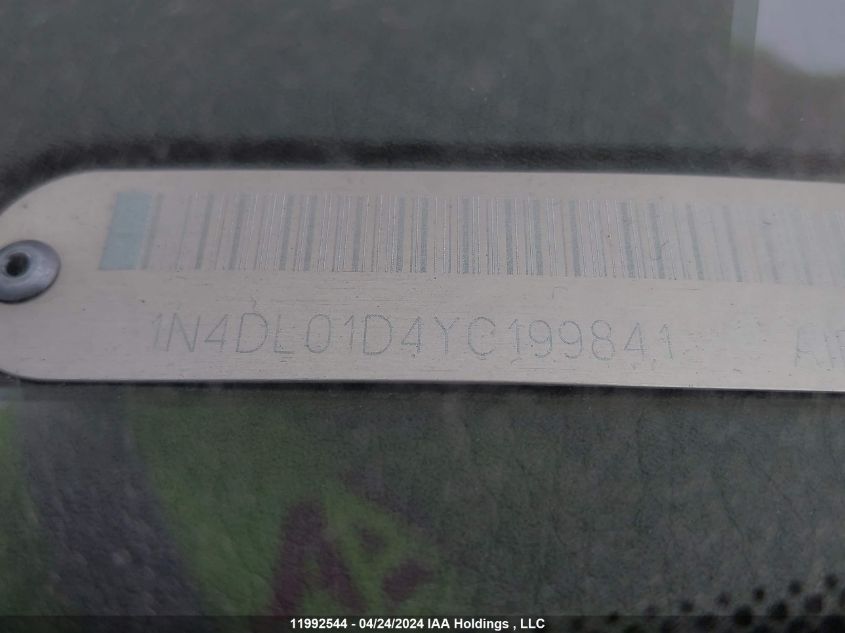 1N4DL01D4YC199841
11992544 - 04/24/2024 IAA Holdings , LLC